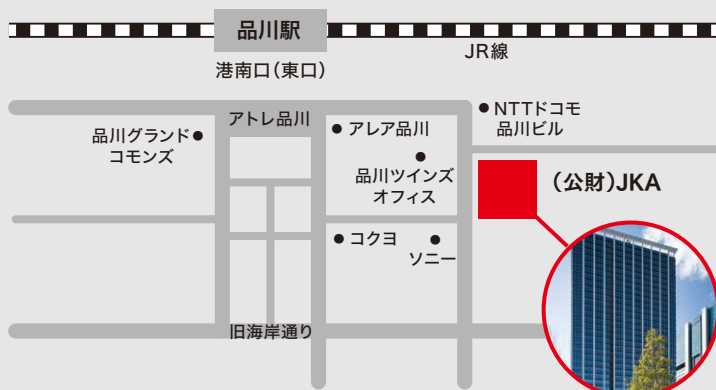 品川駅
港南口(東口)
JR線
アトレ品川
品川グランド
コモンズ
アレア品川
NTTドコモ
品川ビル
品川ツインズ
オフィス
(公財)JKA
コクヨ
ソニー
旧海岸通り